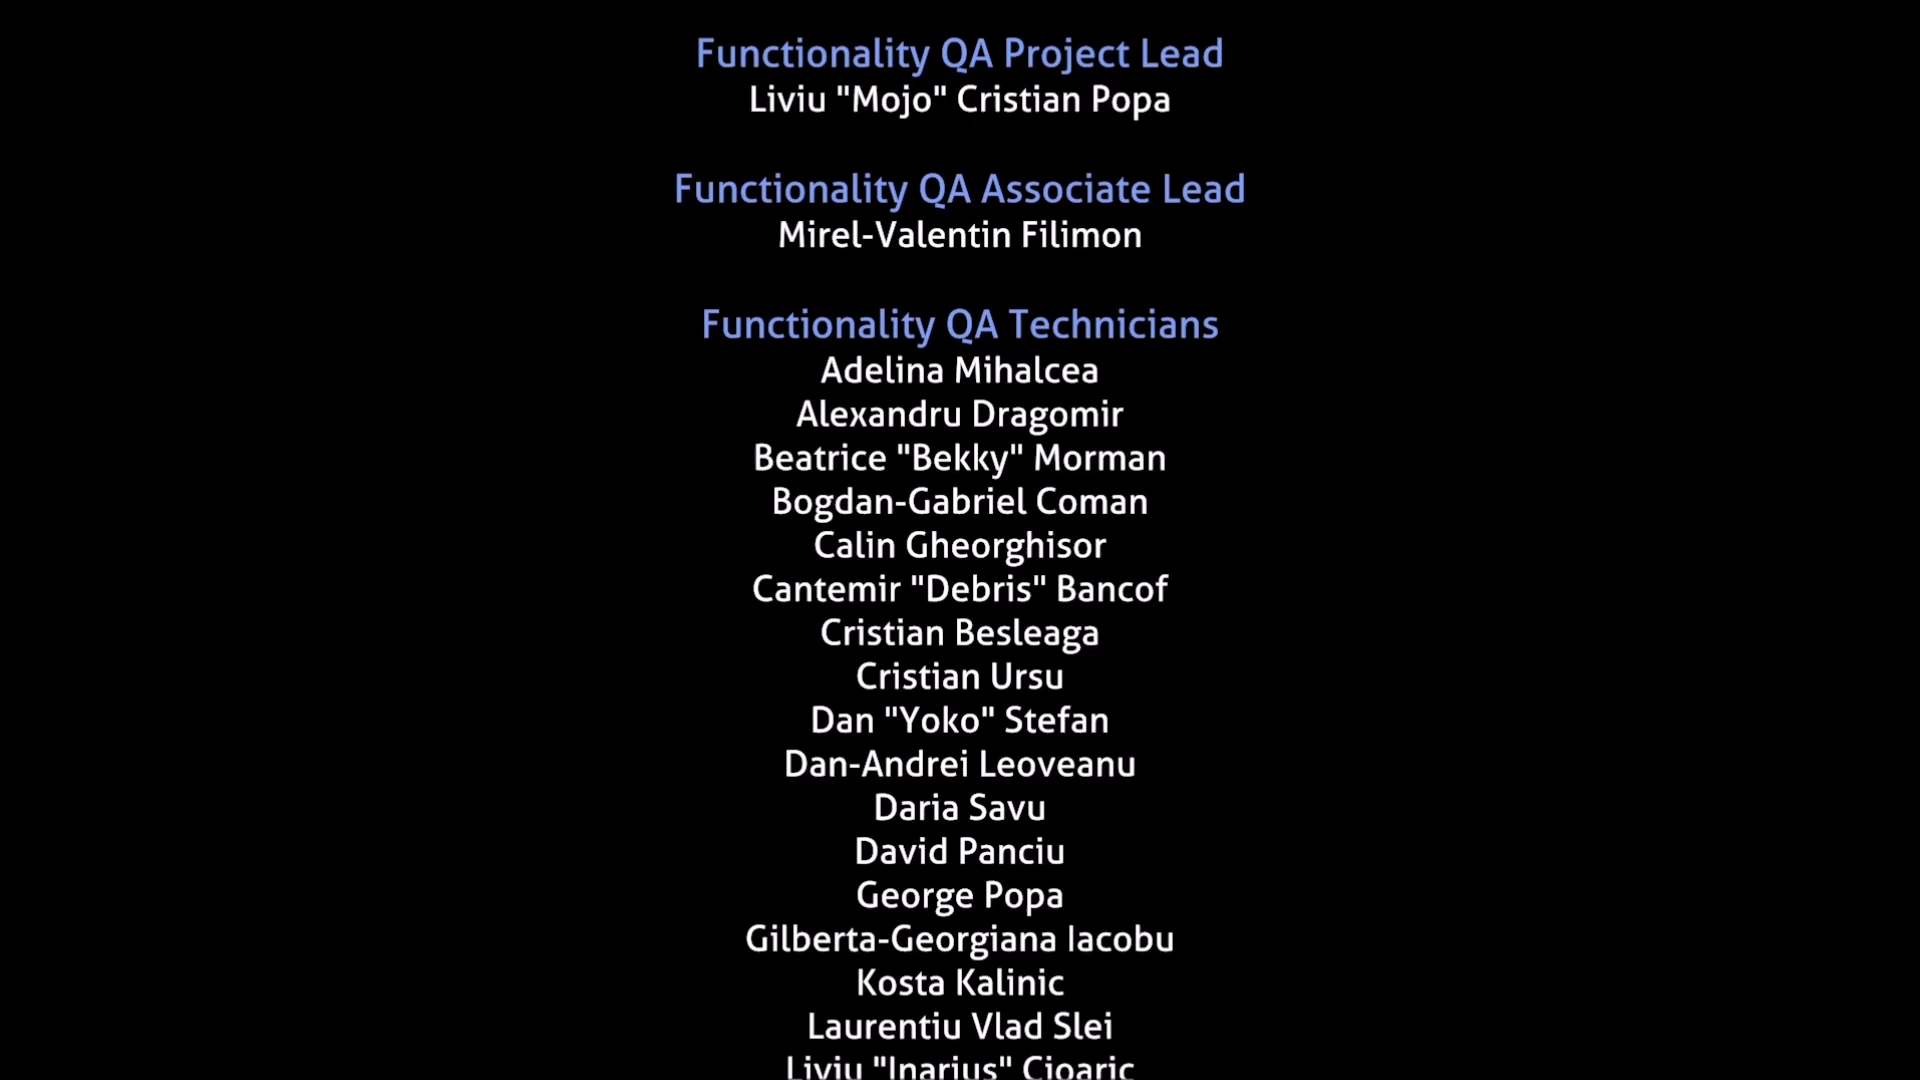 Functionality QA Project Lead
Liviu "Mojo" Cristian Popa
Functionality QA Associate Lead
Mirel-Valentin Filimon
Functionality QA Technicians
Adelina Mihalcea
Alexandru Dragomir
Beatrice "Bekky" Morman
Bogdan-Gabriel Coman
Calin Gheorghisor
Cantemir "Debris" Bancof
Cristian Besleaga
Cristian Ursu
Dan "Yoko" Stefan
Dan-Andrei Leoveanu
Daria Savu
David Panciu
George Popa
Gilberta-Georgiana Iacobu
Kosta Kalinic
Laurentiu Vlad Slei
Liviu "Inarius" Cioaric